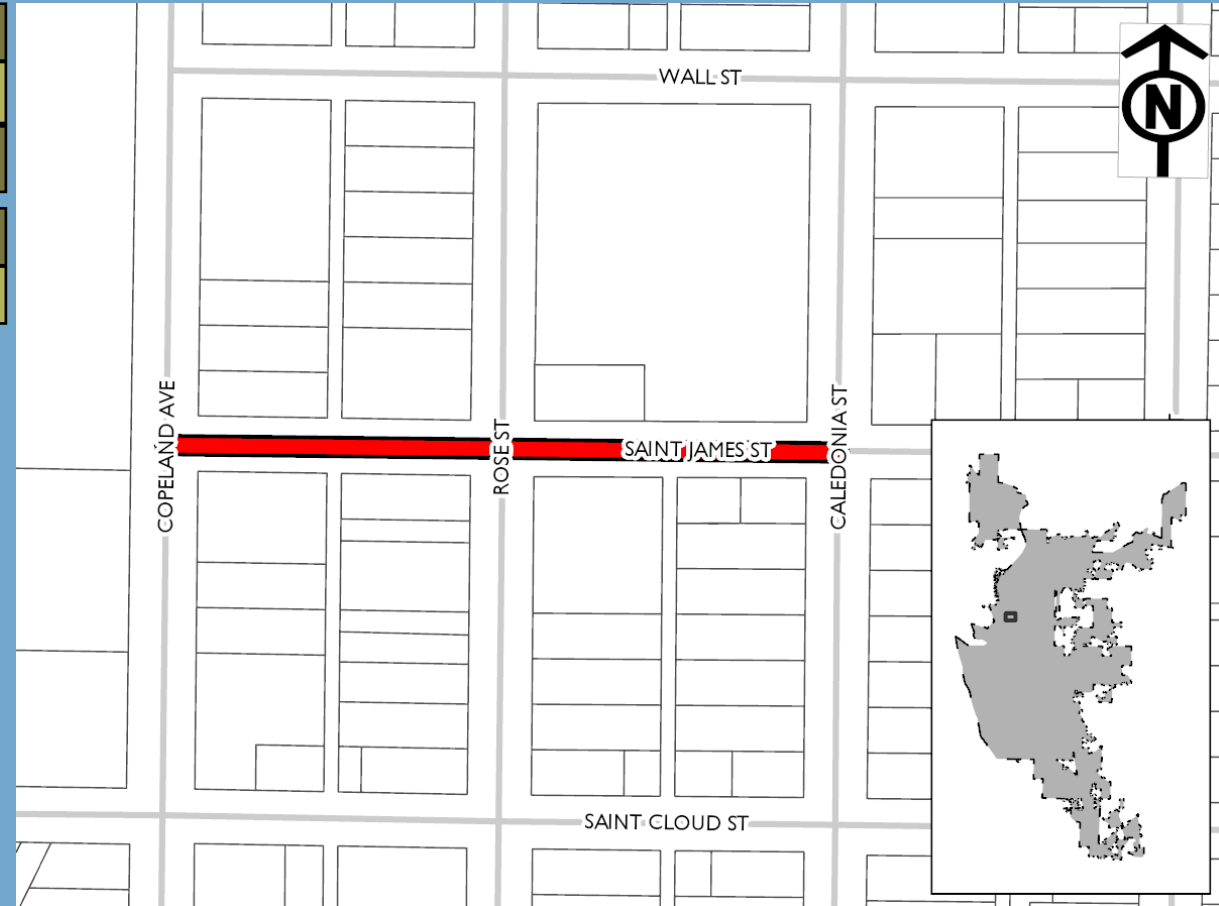 WALL ST
N
COPELAND AVE
ROSE ST
SAINT JAMES ST
CALEDONIA ST
SAINT CLOUD ST